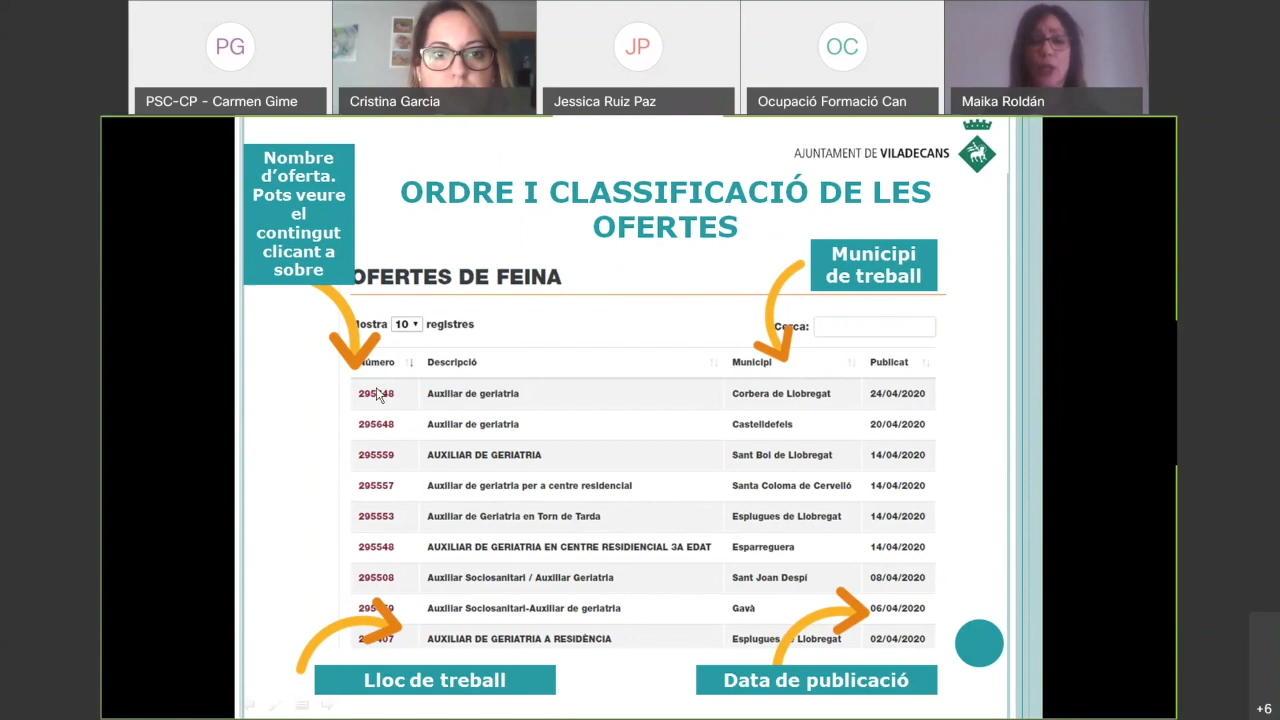 PG
JP
OC
PSC-CP - Carmen Gime
Cristina Garcia
Jessica Ruiz Paz
Ocupació Formació Can
Maika Roldán
AJUNTAMENT DE VILADECANS
Nombre
d'oferta.
Pots veure
el
contingut
clicant a
sobre
ORDRE I CLASSIFICACIÓ DE LES
OFERTES
Municipi
de treball
OFERTES DE FEINA
Mostra 10 registres
Cerca:
Número Descripció Municipi Publicat
Auxiliar de geriatria Corbera de Llobregat 24/04/2020
295648 Auxiliar de geriatria Castelldefels 20/04/2020
295559 AUXILIAR DE GERIATRIA Sant Boi de Llobregat 14/04/2020
295557 Auxiliar de geriatria per a centre residencial Santa Coloma de Cervelló 14/04/2020
295553 Auxiliar de Geriatria en Torn de Tarda Esplugues de Llobregat 14/04/2020
295548 AUXILIAR DE GERIATRIA EN CENTRE RESIDIENCIAL 3A EDAT Esparreguera 14/04/2020
295508 Auxiliar Sociosanitari / Auxiliar Geriatria Sant Joan Despí 08/04/2020
Auxiliar Sociosanitari-Auxiliar de geriatria Gavà 06/04/2020
AUXILIAR DE GERIATRIA A RESIDÈNCIA Esplugues de Llobregat 02/04/2020
Lloc de treball
Data de publicació
+6